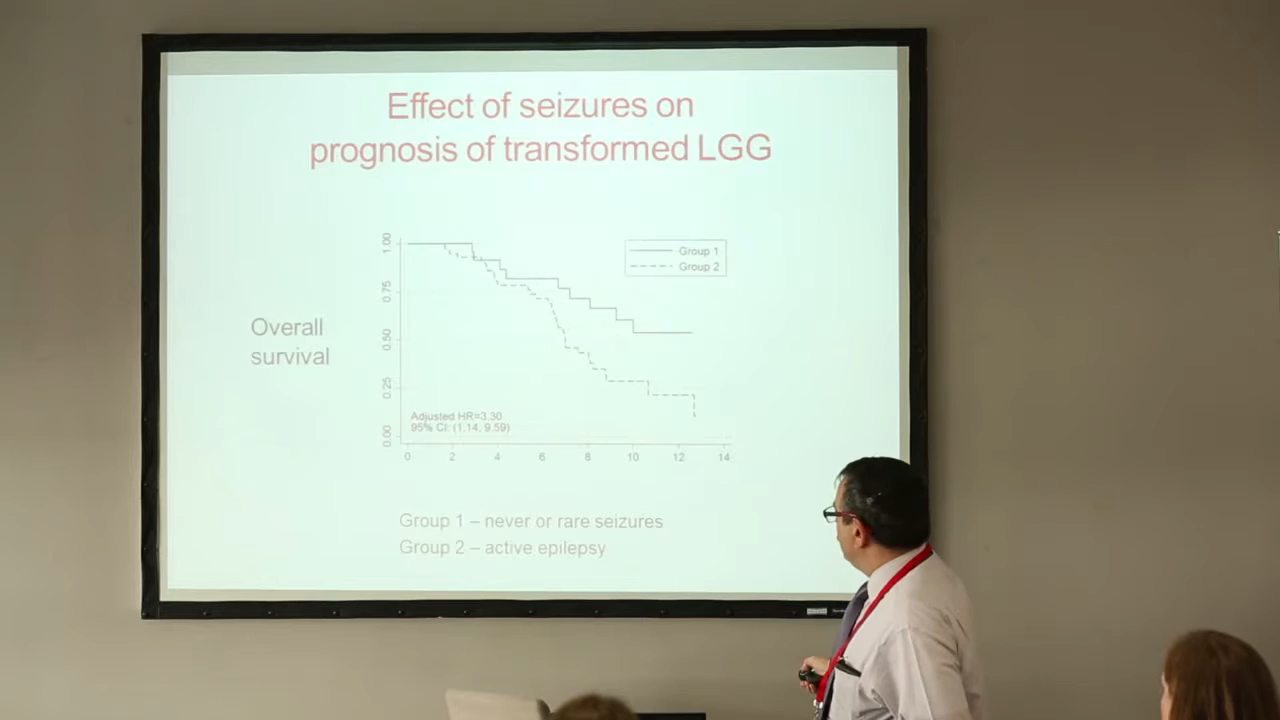 Effect of seizures on
prognosis of transformed LGG
Overall
survival
1.00
0.75
0.50
0.25
0.00
Group 1
Group 2
Adjusted HR=3.30
95% CI: (1.14, 9.59)
0 2 4 6 8 10 12 14
Group 1 – never or rare seizures
Group 2 – active epilepsy